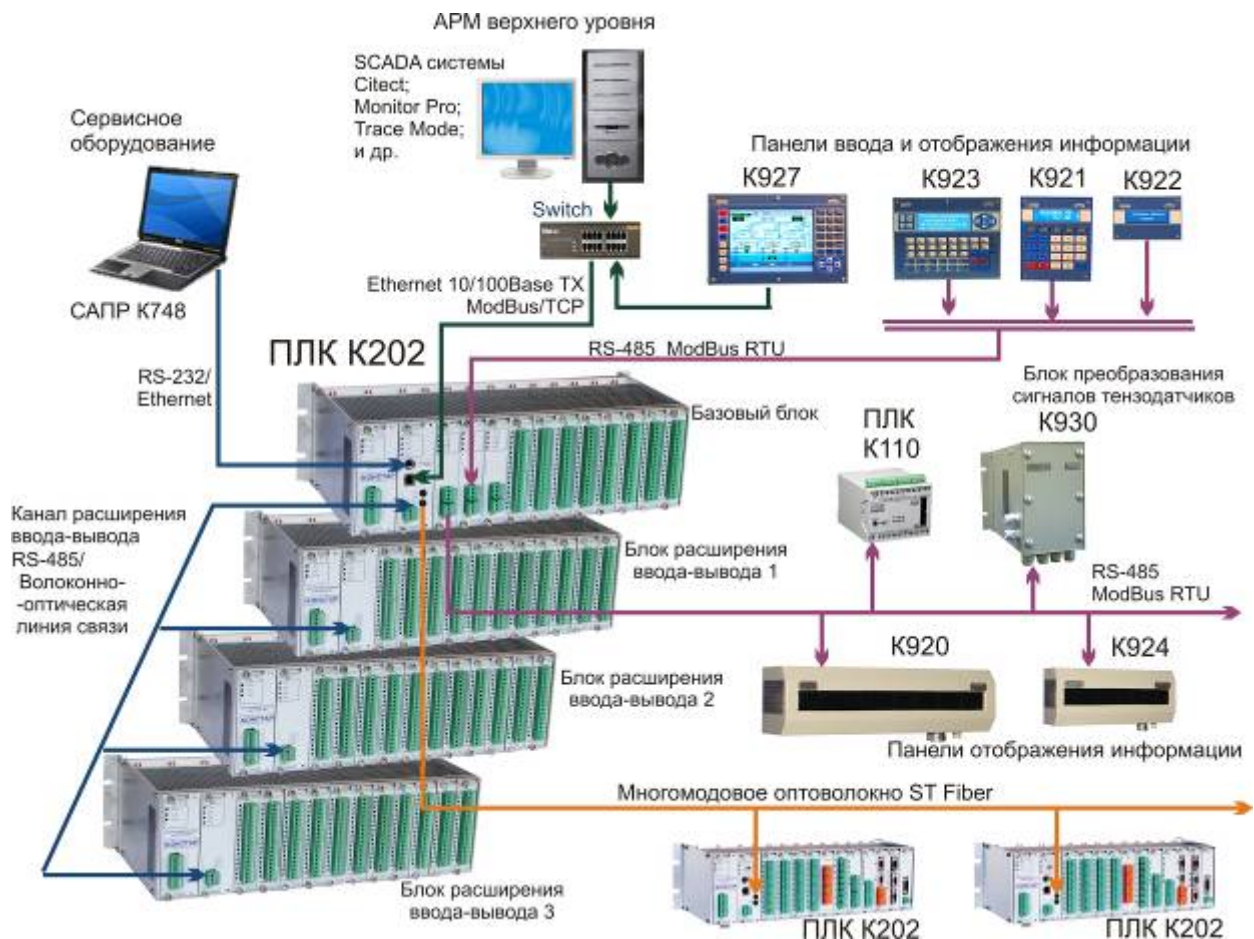 АРМ верхнего уровня
SCADA системы
Citect;
Monitor Pro;
Trace Mode;
и др.
Сервисное
оборудование
Панели ввода и отображения информации
К927
К923
К921
К922
Switch
САПР К748
Ethernet 10/100Base TX
ModBus/TCP
ПЛК К202
RS-485 ModBus RTU
RS-232/
Ethernet
Базовый блок
Блок преобразования
сигналов тензодатчиков
К930
ПЛК
К110
Канал расширения
ввода-вывода
RS-485/
Волоконно-
-оптическая
линия связи
Блок расширения
ввода-вывода 1
RS-485
ModBus RTU
К920
К924
Блок расширения
ввода-вывода 2
Панели отображения информации
Многомодовое оптоволокно ST Fiber
Блок расширения
ввода-вывода 3
ПЛК К202
ПЛК К202